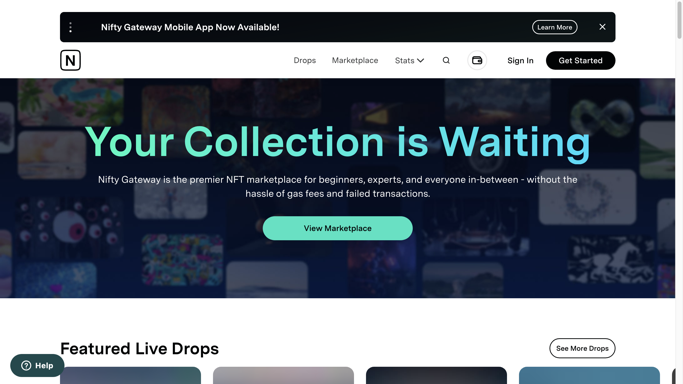 Nifty Gateway Mobile App Now Available!
Learn More
N
Drops
Marketplace
Stats
Sign In
Get Started
Your Collection is Waiting
Nifty Gateway is the premier NFT marketplace for beginners, experts, and everyone in-between - without the
hassle of gas fees and failed transactions.
View Marketplace
Featured Live Drops
See More Drops
Help